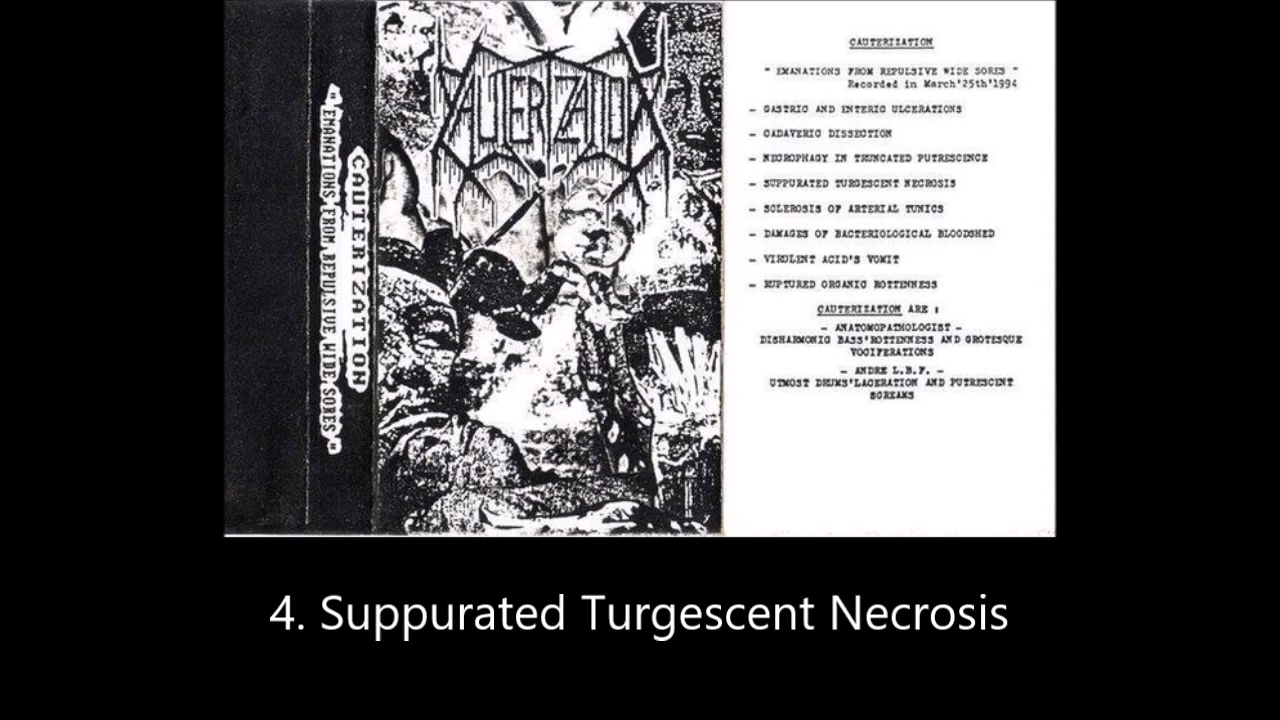 CAUTERIZATION
" EMANATIONS FROM REPULSIVE WIDE SORES "
CAUTERIZATION
CAUTERIZATION
" EMANATIONS FROM REPULSIVE WIDE SORES "
Recorded in March'25th'1994
- GASTRIC AND ENTERIC ULCERATIONS
- CADAVERIC DISSECTION
- NECROPHAGY IN TRUNCATED PUTRESCENCE
- SUPPURATED TURGESCENT NECROSIS
- SCLEROSIS OF ARTERIAL TUNICS
- DAMAGES OF BACTERIOLOGICAL BLOODSHED
- VIRULENT ACID'S VOMIT
- RUPTURED ORGANIC ROTTENNESS
CAUTERIZATION ARE :
- ANATOMOPATHOLOGIST -
DISHARMONIC BASS'ROTTENNESS AND GROTESQUE
VOCIFERATIONS
- ANDRE L.B.F. -
UTMOST DRUMS'LACERATION AND PUTRESCENT
SCREAMS
4. Suppurated Turgescent Necrosis